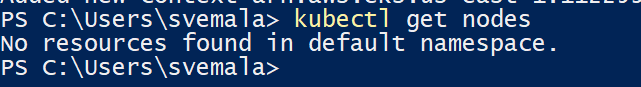 PS C:\Users\svemala> kubectl get nodes
No resources found in default namespace.
PS C:\Users\svemala>